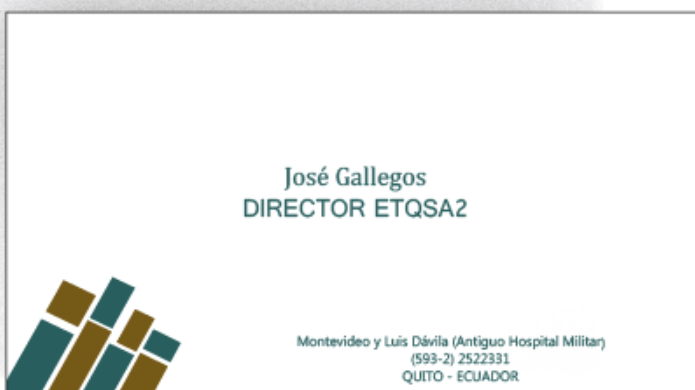 José Gallegos
DIRECTOR ETQSA2
Montevideo y Luis Dávila (Antiguo Hospital Militar)
(593-2) 2522331
QUITO - ECUADOR